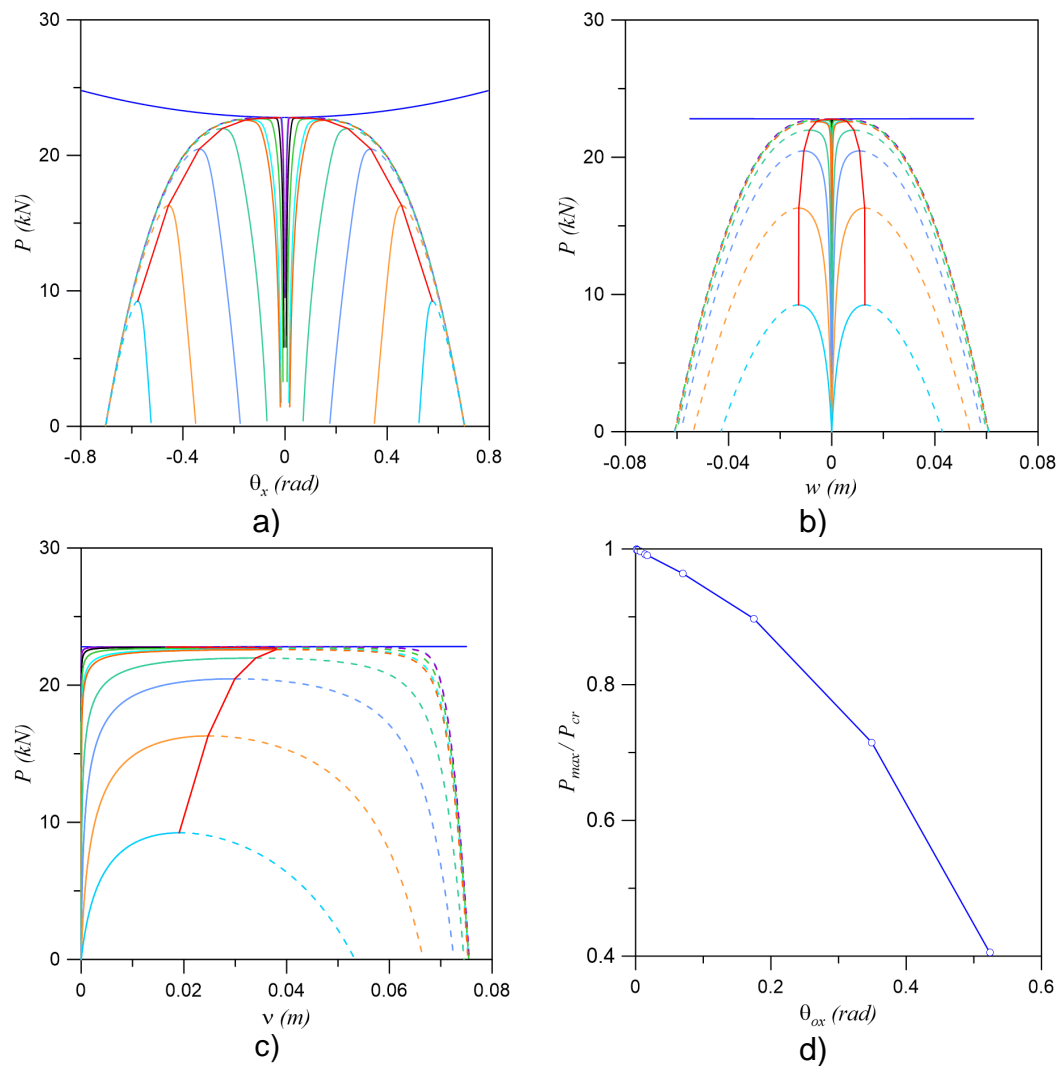 30
20
10
0
P (kN)
-0.8 -0.4 0 0.4 0.8
θx (rad)
a)
30
20
10
0
P (kN)
-0.08 -0.04 0 0.04 0.08
w (m)
b)
30
20
10
0
P (kN)
0 0.02 0.04 0.06 0.08
ν (m)
c)
1
0.8
0.6
0.4
Pmax/ Pcr
0 0.2 0.4 0.6
θox (rad)
d)